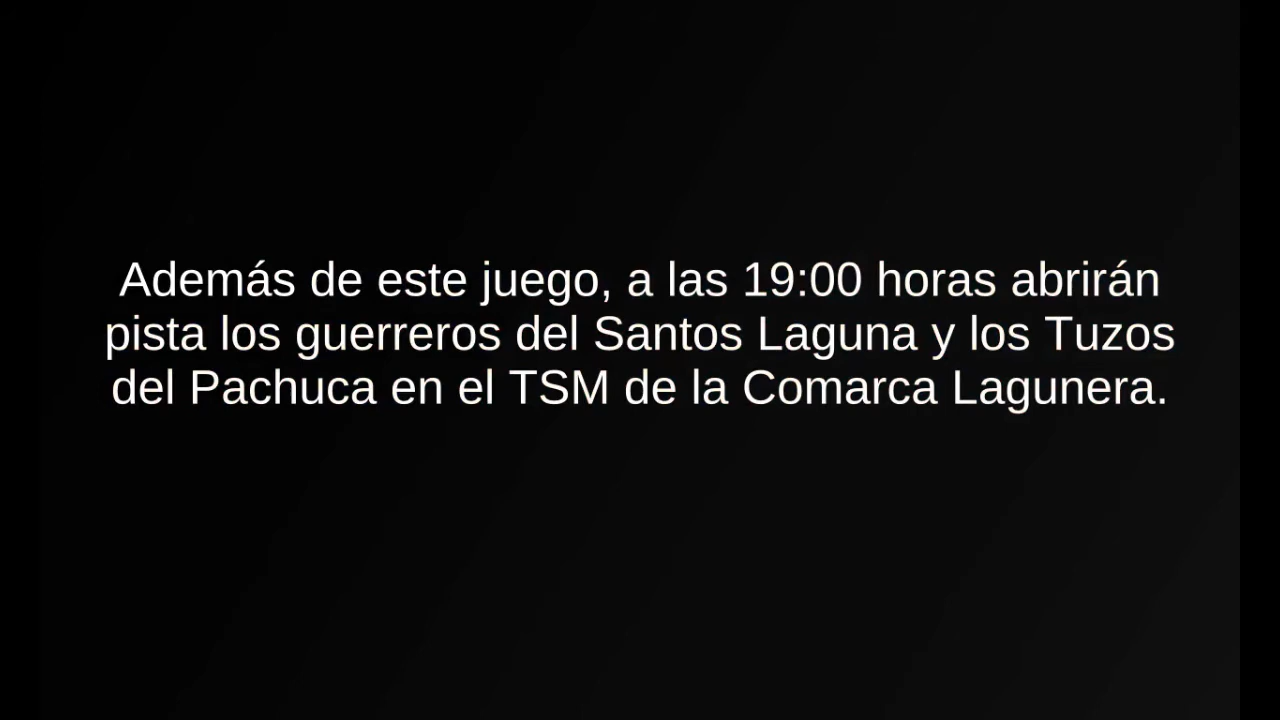 Además de este juego, a las 19:00 horas abrirán
pista los guerreros del Santos Laguna y los Tuzos
del Pachuca en el TSM de la Comarca Lagunera.